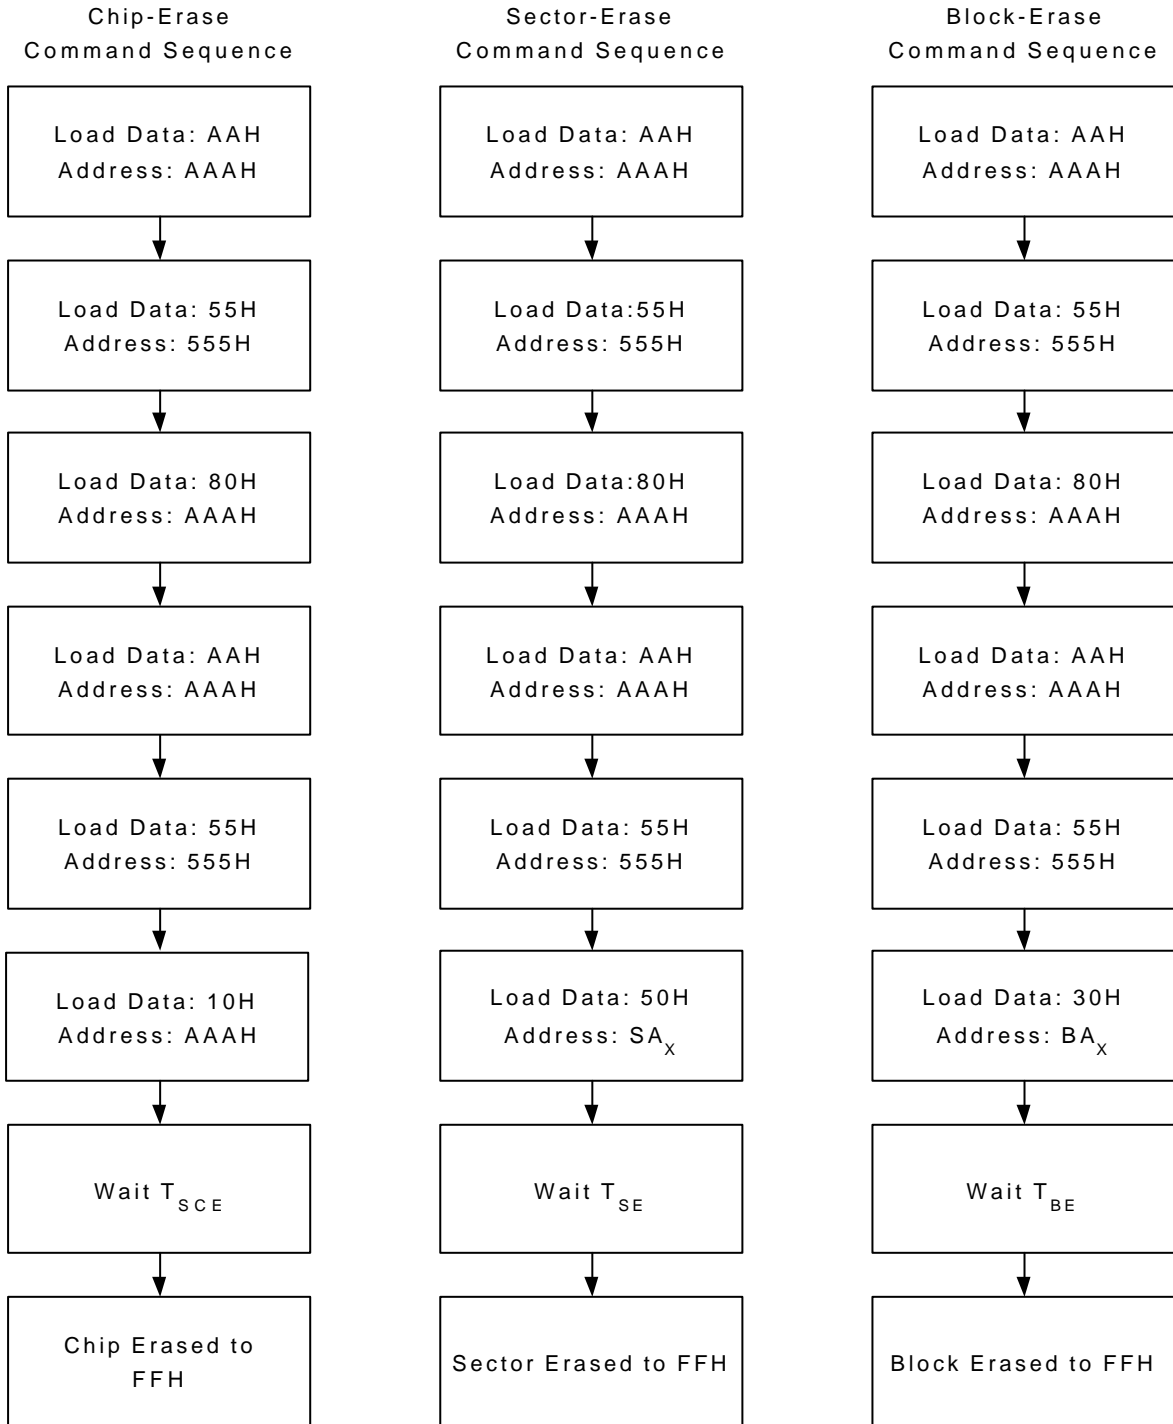 Chip-Erase
Command Sequence
Load Data: AAH
Address: AAAH
Load Data: 55H
Address: 555H
Load Data: 80H
Address: AAAH
Load Data: AAH
Address: AAAH
Load Data: 55H
Address: 555H
Load Data: 10H
Address: AAAH
Wait TSCE
Chip Erased to
FFH
Sector-Erase
Command Sequence
Load Data: AAH
Address: AAAH
Load Data:55H
Address: 555H
Load Data:80H
Address: AAAH
Load Data: AAH
Address: AAAH
Load Data: 55H
Address: 555H
Load Data: 50H
Address: SAX
Wait TSE
Sector Erased to FFH
Block-Erase
Command Sequence
Load Data: AAH
Address: AAAH
Load Data: 55H
Address: 555H
Load Data: 80H
Address: AAAH
Load Data: AAH
Address: AAAH
Load Data: 55H
Address: 555H
Load Data: 30H
Address: BAX
Wait TBE
Block Erased to FFH